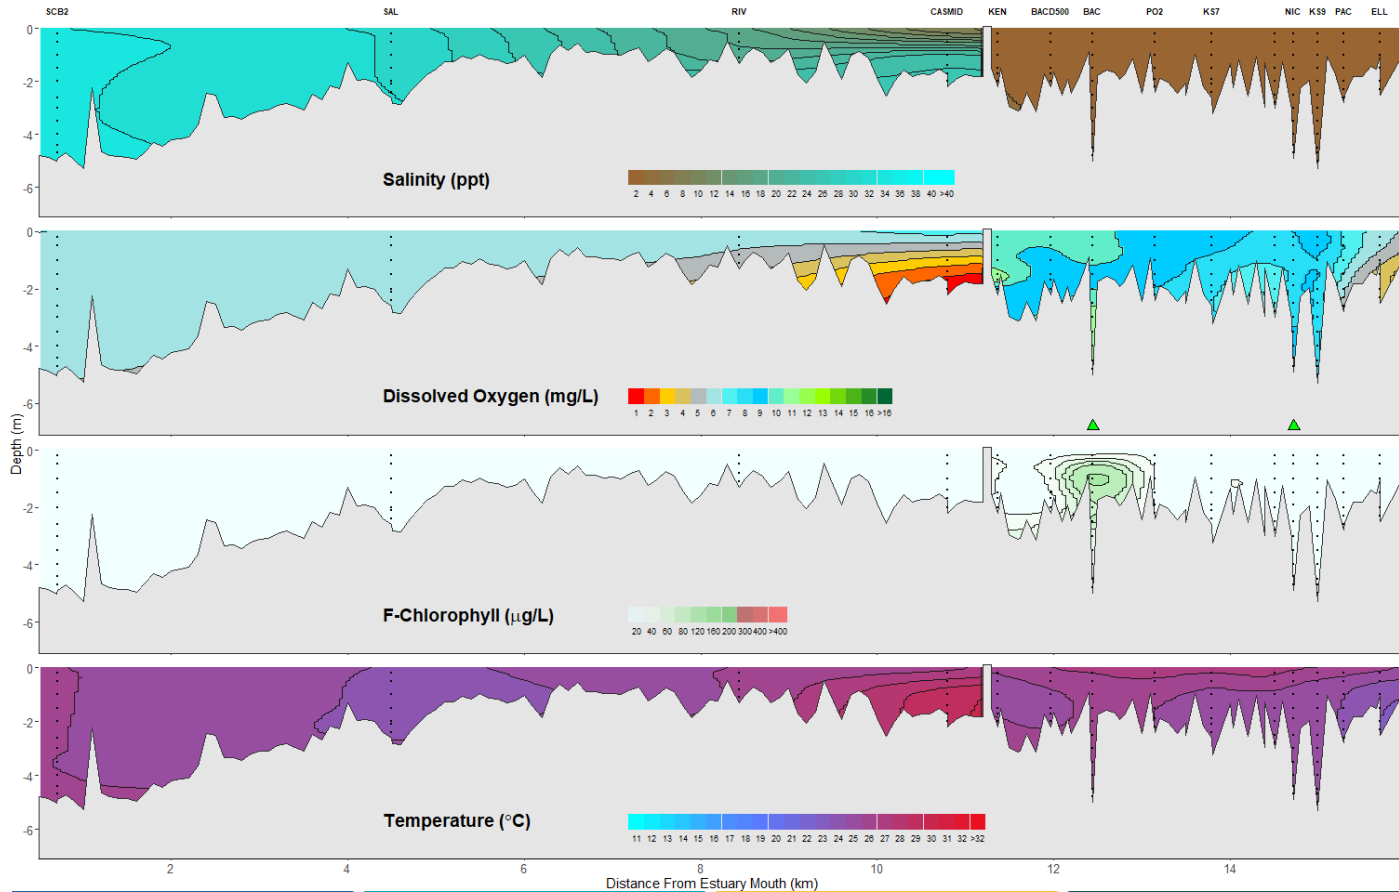 SCB2 SAL RIV CASMID KEN BACD500 BAC PO2 KS7 NIC KS9 PAC ELL
0
-2
-4
-6
Salinity (ppt)
2 4 6 8 10 12 14 16 18 20 22 24 26 28 30 32 34 36 38 40 >40
0
-2
-4
-6
Dissolved Oxygen (mg/L)
1 2 3 4 5 6 7 8 9 10 11 12 13 14 15 16 >16
Depth (m)
0
-2
-4
-6
F-Chlorophyll (μg/L)
20 40 60 80 120 160 200 300 400 >400
0
-2
-4
-6
Temperature (°C)
11 12 13 14 15 16 17 18 19 20 21 22 23 24 25 26 27 28 29 30 31 32 >32
2 4 6 8 10 12 14
Distance From Estuary Mouth (km)